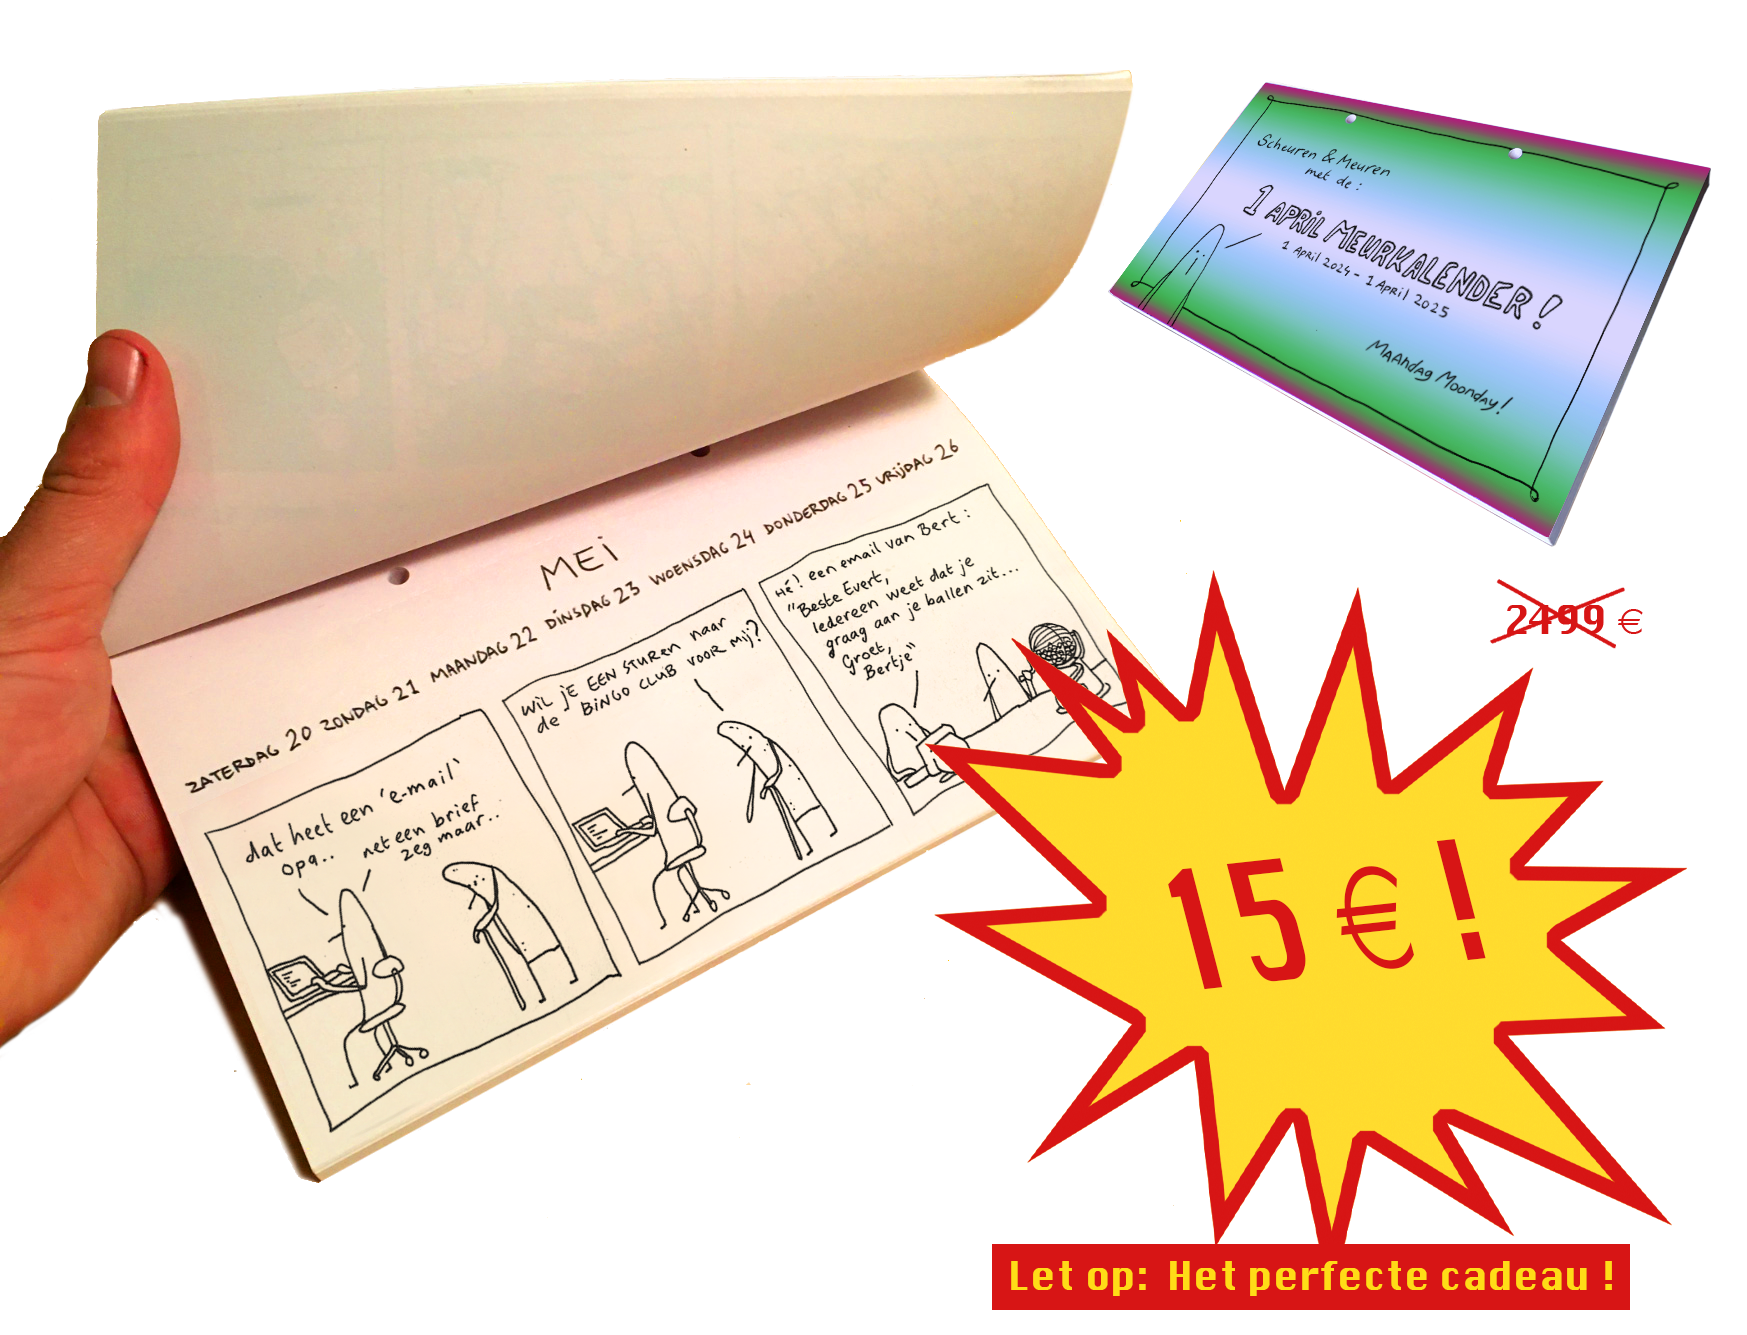 MEI
ZATERDAG 20 ZONDAG 21 MAANDAG 22 DINSDAG 23 WOENSDAG 24 DONDERDAG 25 VRIJDAG 26
dat heet een 'e-mail'
opa..
net een brief
zeg maar..
WIL JE EEN STUREN naar
de BINGO CLUB VOOR MIJ?
HÉ! een email van Bert:
"Beste Evert,
Iedereen weet dat je
graag aan je ballen zit...
Groet,
Bertje"
Scheuren & Meuren
met de:
1 APRIL MEURKALENDER!
1 April 2024 - 1 April 2025
MAAndag Moonday!
2499 €
15 € !
Let op: Het perfecte cadeau !